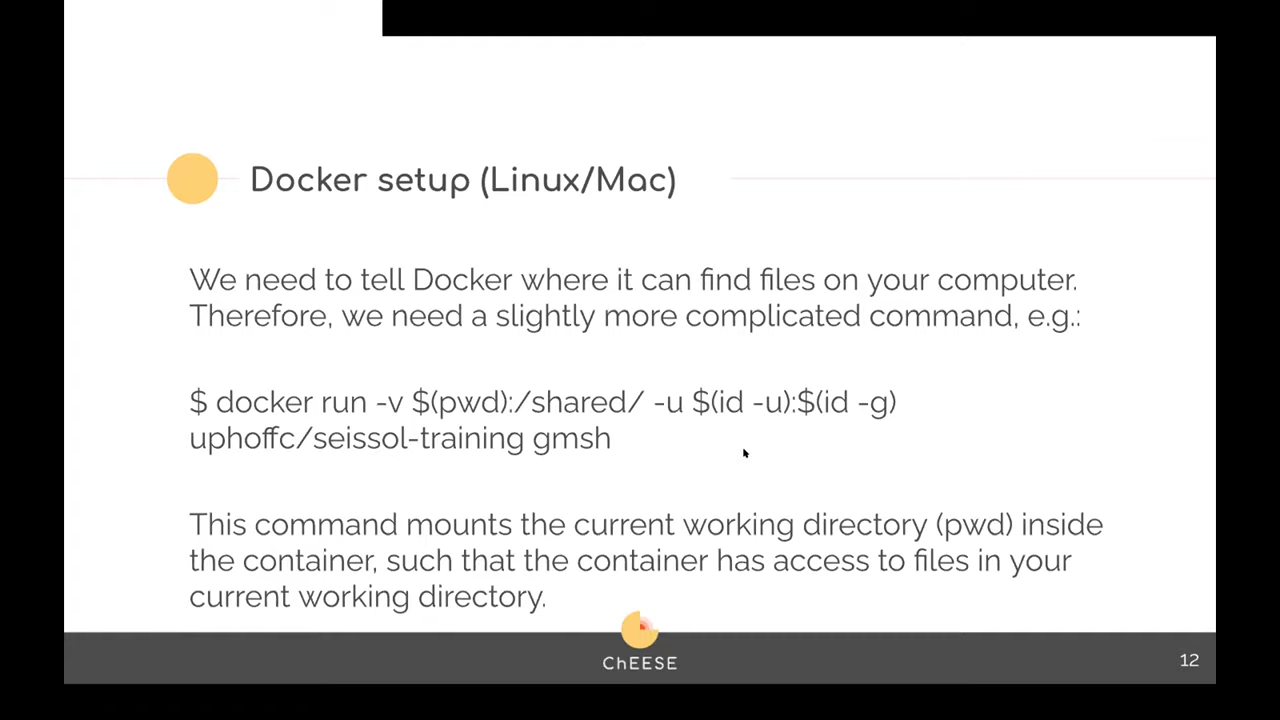 Docker setup (Linux/Mac)
We need to tell Docker where it can find files on your computer.
Therefore, we need a slightly more complicated command, e.g.:
$ docker run -v $(pwd):/shared/ -u $(id -u):$(id -g)
uphoffc/seissol-training gmsh
This command mounts the current working directory (pwd) inside
the container, such that the container has access to files in your
current working directory.
ChEESE
12